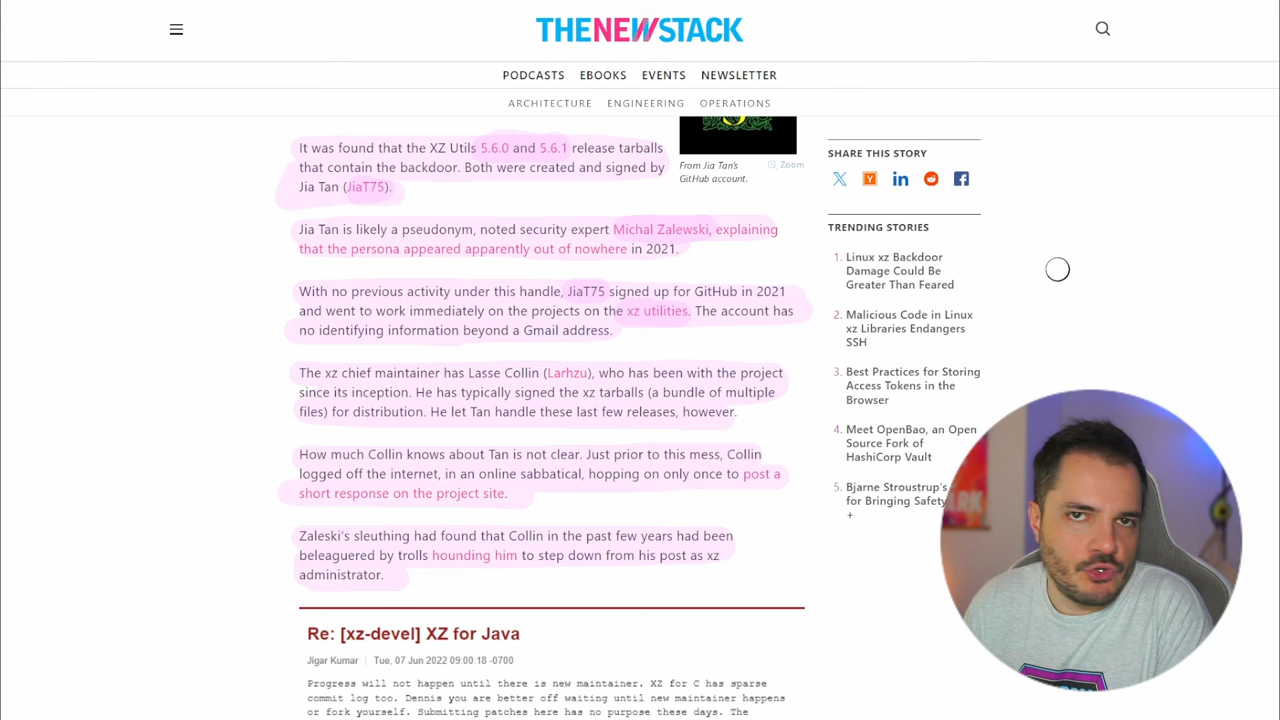 THENEWSTACK
PODCASTS EBOOKS EVENTS NEWSLETTER
ARCHITECTURE ENGINEERING OPERATIONS
It was found that the XZ Utils 5.6.0 and 5.6.1 release tarballs
that contain the backdoor. Both were created and signed by
Jia Tan (JiaT75).
From Jia Tan's
GitHub account.
Zoom
Jia Tan is likely a pseudonym, noted security expert Michal Zalewski, explaining
that the persona appeared apparently out of nowhere in 2021.
With no previous activity under this handle, JiaT75 signed up for GitHub in 2021
and went to work immediately on the projects on the xz utilities. The account has
no identifying information beyond a Gmail address.
The xz chief maintainer has Lasse Collin (Larhzu), who has been with the project
since its inception. He has typically signed the xz tarballs (a bundle of multiple
files) for distribution. He let Tan handle these last few releases, however.
How much Collin knows about Tan is not clear. Just prior to this mess, Collin
logged off the internet, in an online sabbatical, hopping on only once to post a
short response on the project site.
Zaleski's sleuthing had found that Collin in the past few years had been
beleaguered by trolls hounding him to step down from his post as xz
administrator.
Re: [xz-devel] XZ for Java
Jigar Kumar | Tue, 07 Jun 2022 09:00:18 -0700
Progress will not happen until there is new maintainer. XZ for C has sparse
commit log too. Dennis you are better off waiting until new maintainer happens
or fork yourself. Submitting patches here has no purpose these days. The
SHARE THIS STORY
TRENDING STORIES
1. Linux xz Backdoor
Damage Could Be
Greater Than Feared
2. Malicious Code in Linux
xz Libraries Endangers
SSH
3. Best Practices for Storing
Access Tokens in the
Browser
4. Meet OpenBao, an Open
Source Fork of
HashiCorp Vault
5. Bjarne Stroustrup's
for Bringing Safety
+